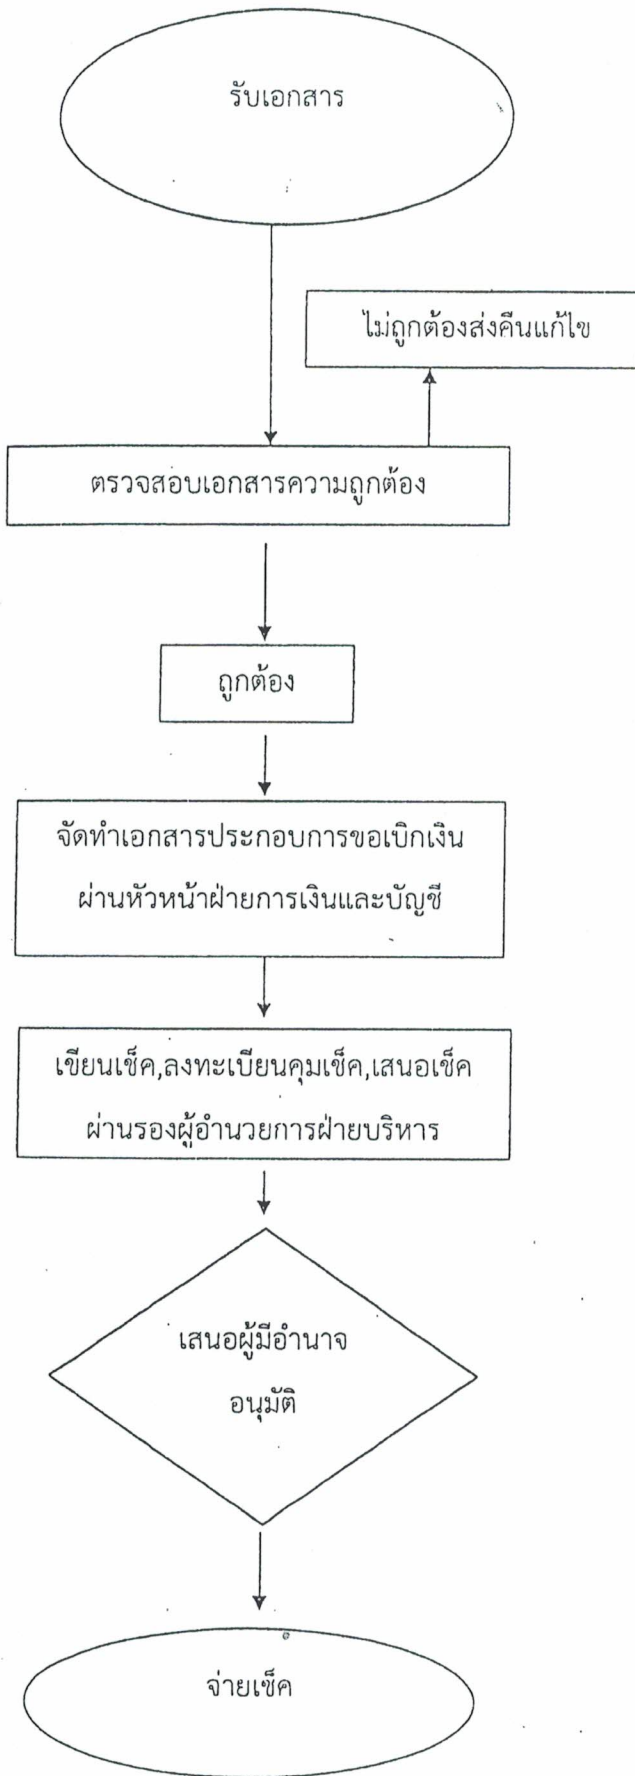 รับเอกสาร
ไม่ถูกต้องส่งคืนแก้ไข
ตรวจสอบเอกสารความถูกต้อง
ถูกต้อง
จัดทำเอกสารประกอบการขอเบิกเงิน
ผ่านหัวหน้าฝ่ายการเงินและบัญชี
เขียนเช็ค,ลงทะเบียนคุมเช็ค,เสนอเช็ค
ผ่านรองผู้อำนวยการฝ่ายบริหาร
เสนอผู้มีอำนาจ
อนุมัติ
จ่ายเช็ค